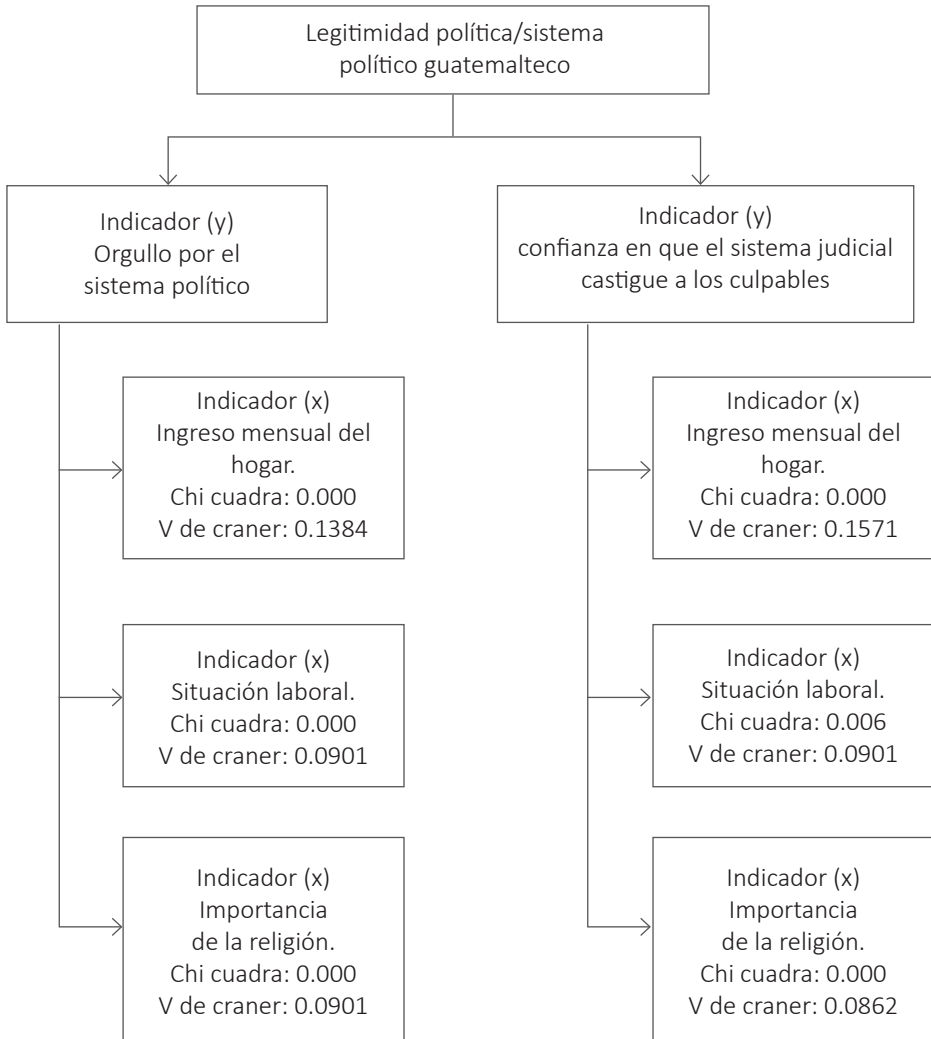 Legitimidad política/sistema
político guatemalteco
Indicador (y)
Orgullo por el
sistema político
Indicador (x)
Ingreso mensual del
hogar.
Chi cuadra: 0.000
V de craner: 0.1384
Indicador (x)
Situación laboral.
Chi cuadra: 0.000
V de craner: 0.0901
Indicador (x)
Importancia
de la religión.
Chi cuadra: 0.000
V de craner: 0.0901
Indicador (y)
confianza en que el sistema judicial
castigue a los culpables
Indicador (x)
Ingreso mensual del
hogar.
Chi cuadra: 0.000
V de craner: 0.1571
Indicador (x)
Situación laboral.
Chi cuadra: 0.006
V de craner: 0.0901
Indicador (x)
Importancia
de la religión.
Chi cuadra: 0.000
V de craner: 0.0862